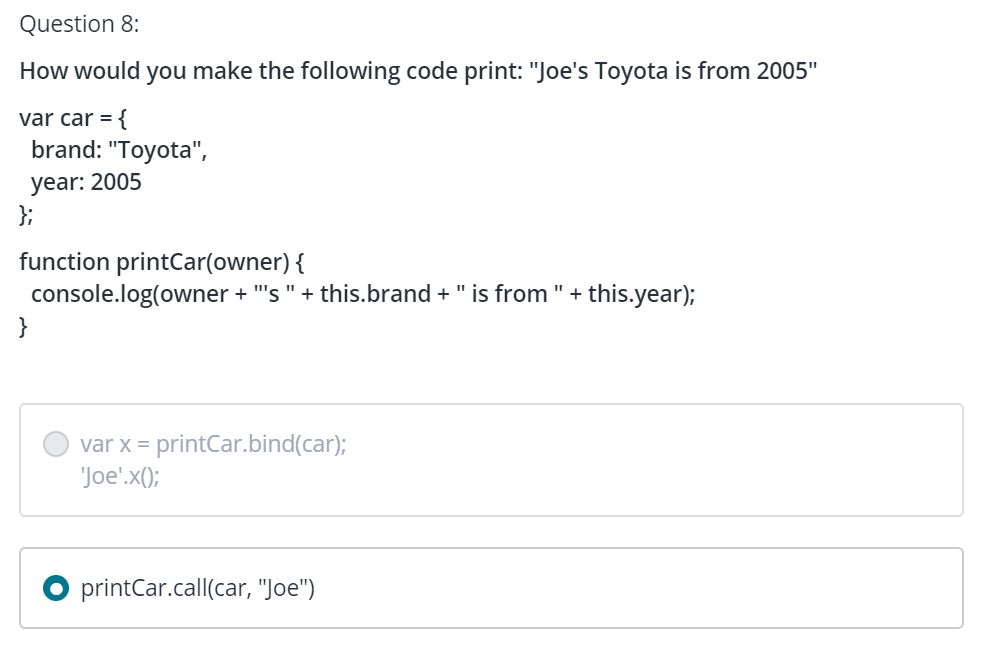 Question 8:
How would you make the following code print: "Joe's Toyota is from 2005"
var car = {
brand: "Toyota",
year: 2005
};
function printCar(owner) {
console.log(owner + "'s " + this.brand + " is from " + this.year);
}
var x = printCar.bind(car);
'Joe'.x();
printCar.call(car, "Joe")